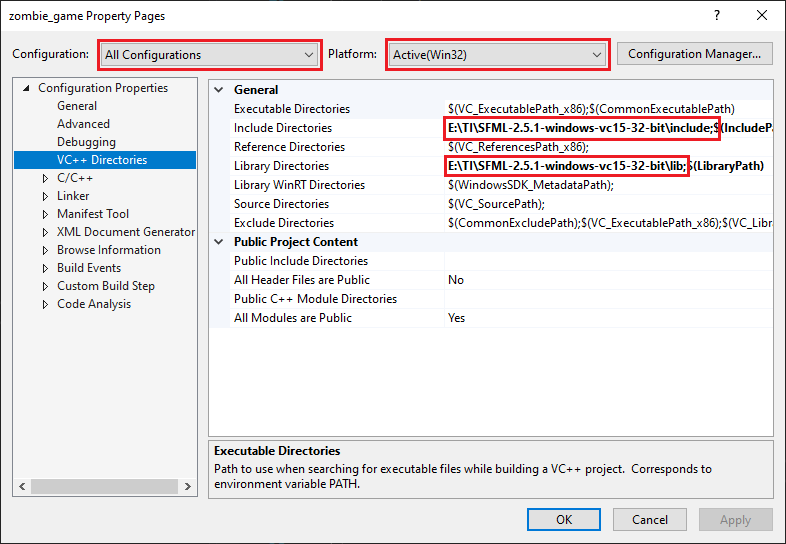 zombie_game Property Pages
Configuration: All Configurations Platform: Active(Win32) Configuration Manager...
Configuration Properties
General
Advanced
Debugging
VC++ Directories
C/C++
Linker
Manifest Tool
XML Document Generator
Browse Information
Build Events
Custom Build Step
Code Analysis
General
Executable Directories $(VC_ExecutablePath_x86);$(CommonExecutablePath)
Include Directories E:\TI\SFML-2.5.1-windows-vc15-32-bit\include;$(IncludeP
Reference Directories $(VC_ReferencesPath_x86);
Library Directories E:\TI\SFML-2.5.1-windows-vc15-32-bit\lib;$(LibraryPath)
Library WinRT Directories $(WindowsSDK_MetadataPath);
Source Directories $(VC_SourcePath);
Exclude Directories $(CommonExcludePath);$(VC_ExecutablePath_x86);$(VC_Libr
Public Project Content
Public Include Directories
All Header Files are Public No
Public C++ Module Directories
All Modules are Public Yes
Executable Directories
Path to use when searching for executable files while building a VC++ project.  Corresponds to
environment variable PATH.
OK Cancel Apply